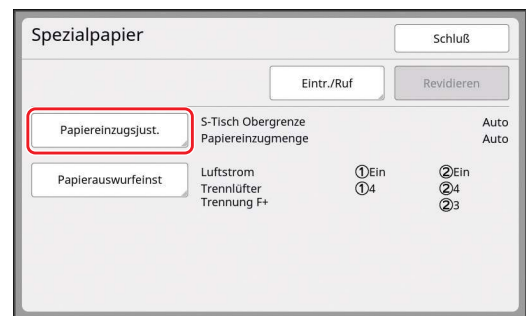 Spezialpapier
Schluß
Eintr./Ruf
Revidieren
Papiereinzugsjust.
S-Tisch Obergrenze Auto
Papiereinzugmenge Auto
Papierauswurfeinst
Luftstrom ①Ein ②Ein
Trennlüfter ①4 ②4
Trennung F+ ②3